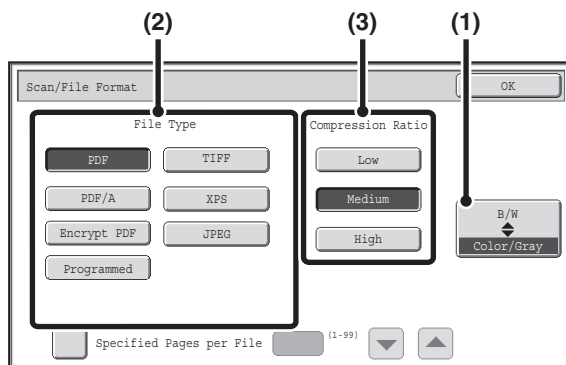 (2) (3) (1)
Scan/File Format OK
File Type Compression Ratio
PDF TIFF Low
PDF/A XPS Medium B/W
Encrypt PDF JPEG High Color/Gray
Programmed
Specified Pages per File (1-99)